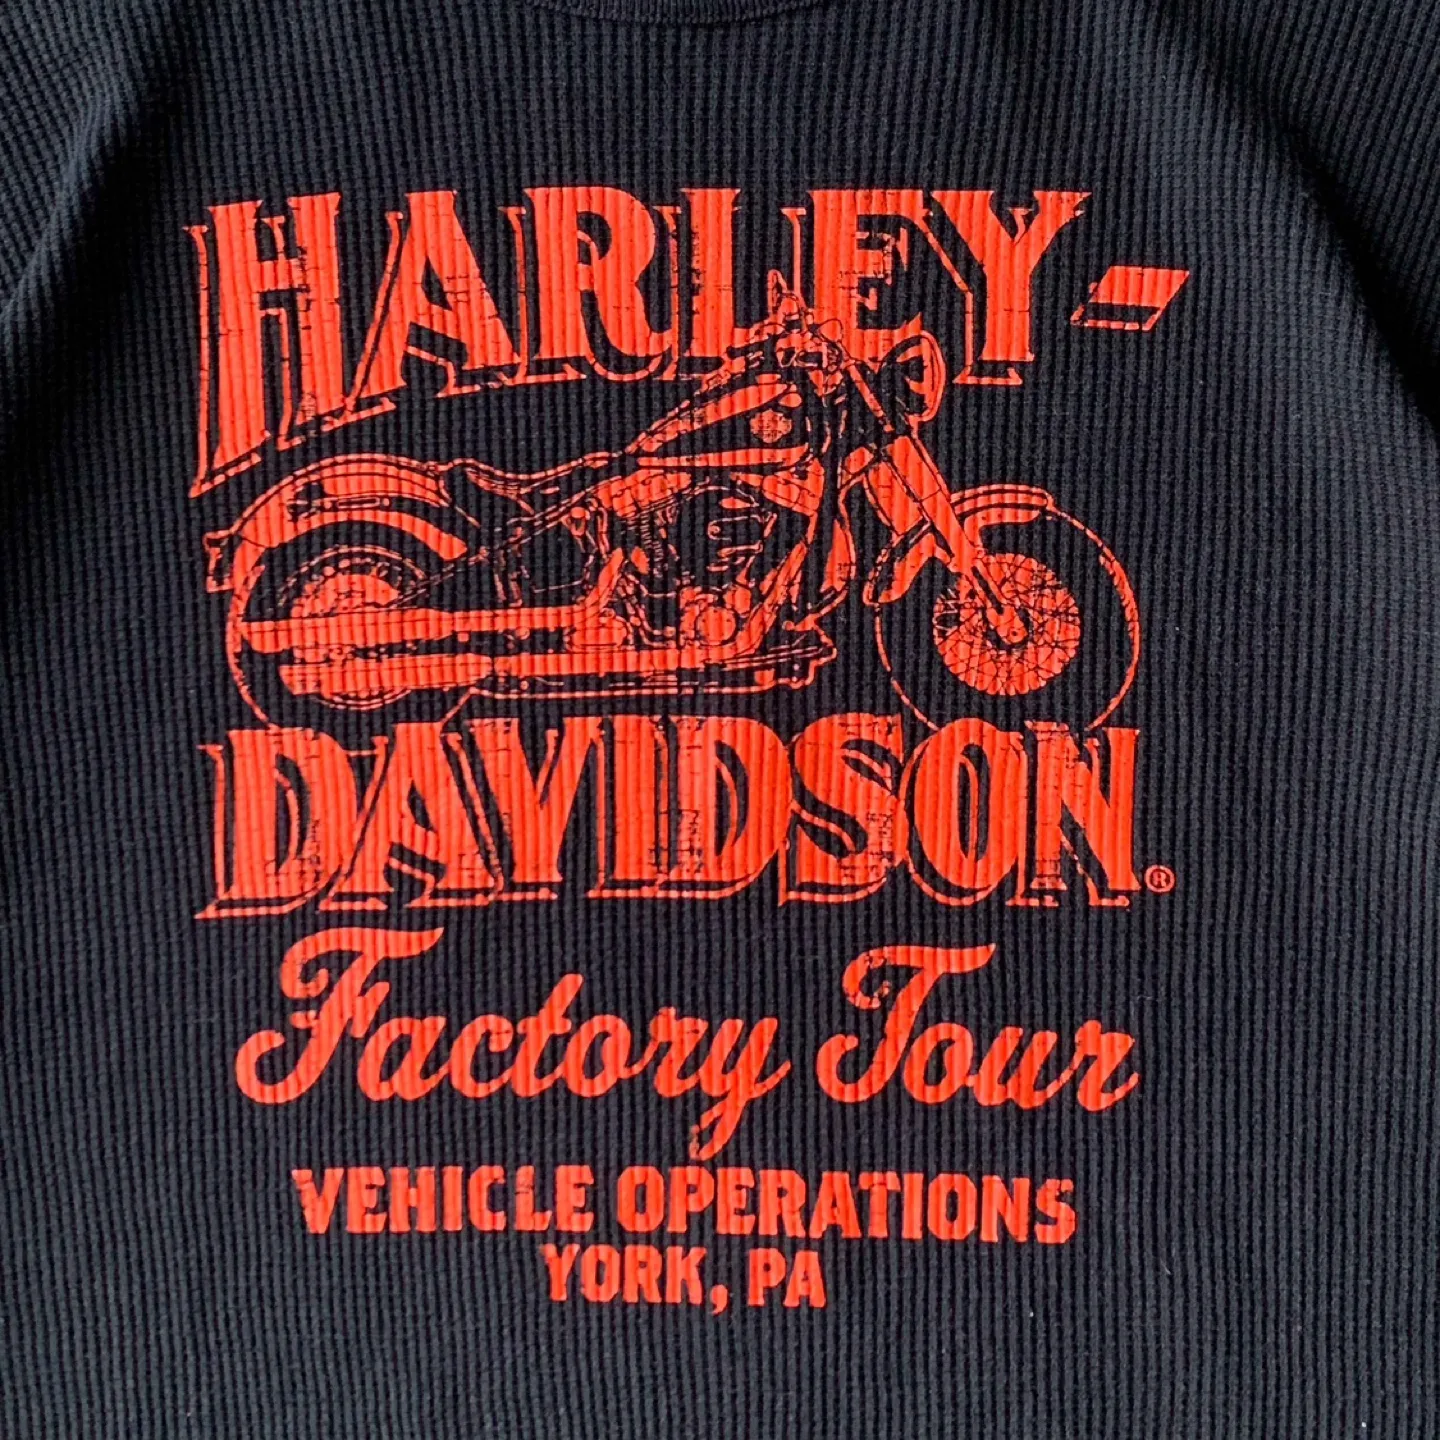 HARLEY-
DAVIDSON®
Factory Tour
VEHICLE OPERATIONS
YORK, PA